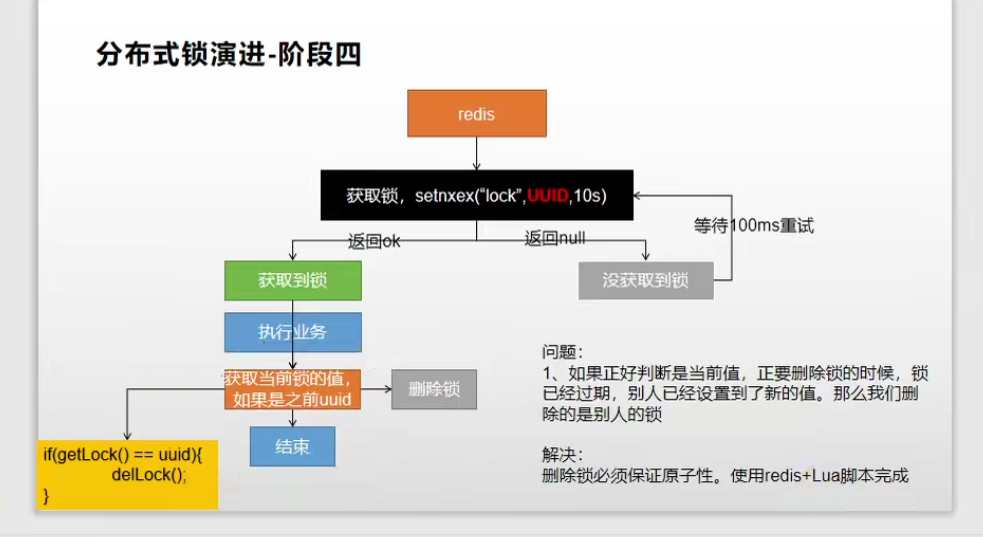 分布式锁演进-阶段四
redis
获取锁，setnxex(“lock”,UUID,10s)
等待100ms重试
返回ok
返回null
获取到锁
没获取到锁
执行业务
获取当前锁的值，
如果是之前uuid
删除锁
结束
if(getLock() == uuid){
delLock();
}
问题：
1、如果正好判断是当前值，正要删除锁的时候，锁
已经过期，别人已经设置到了新的值。那么我们删
除的是别人的锁
解决：
删除锁必须保证原子性。使用redis+Lua脚本完成